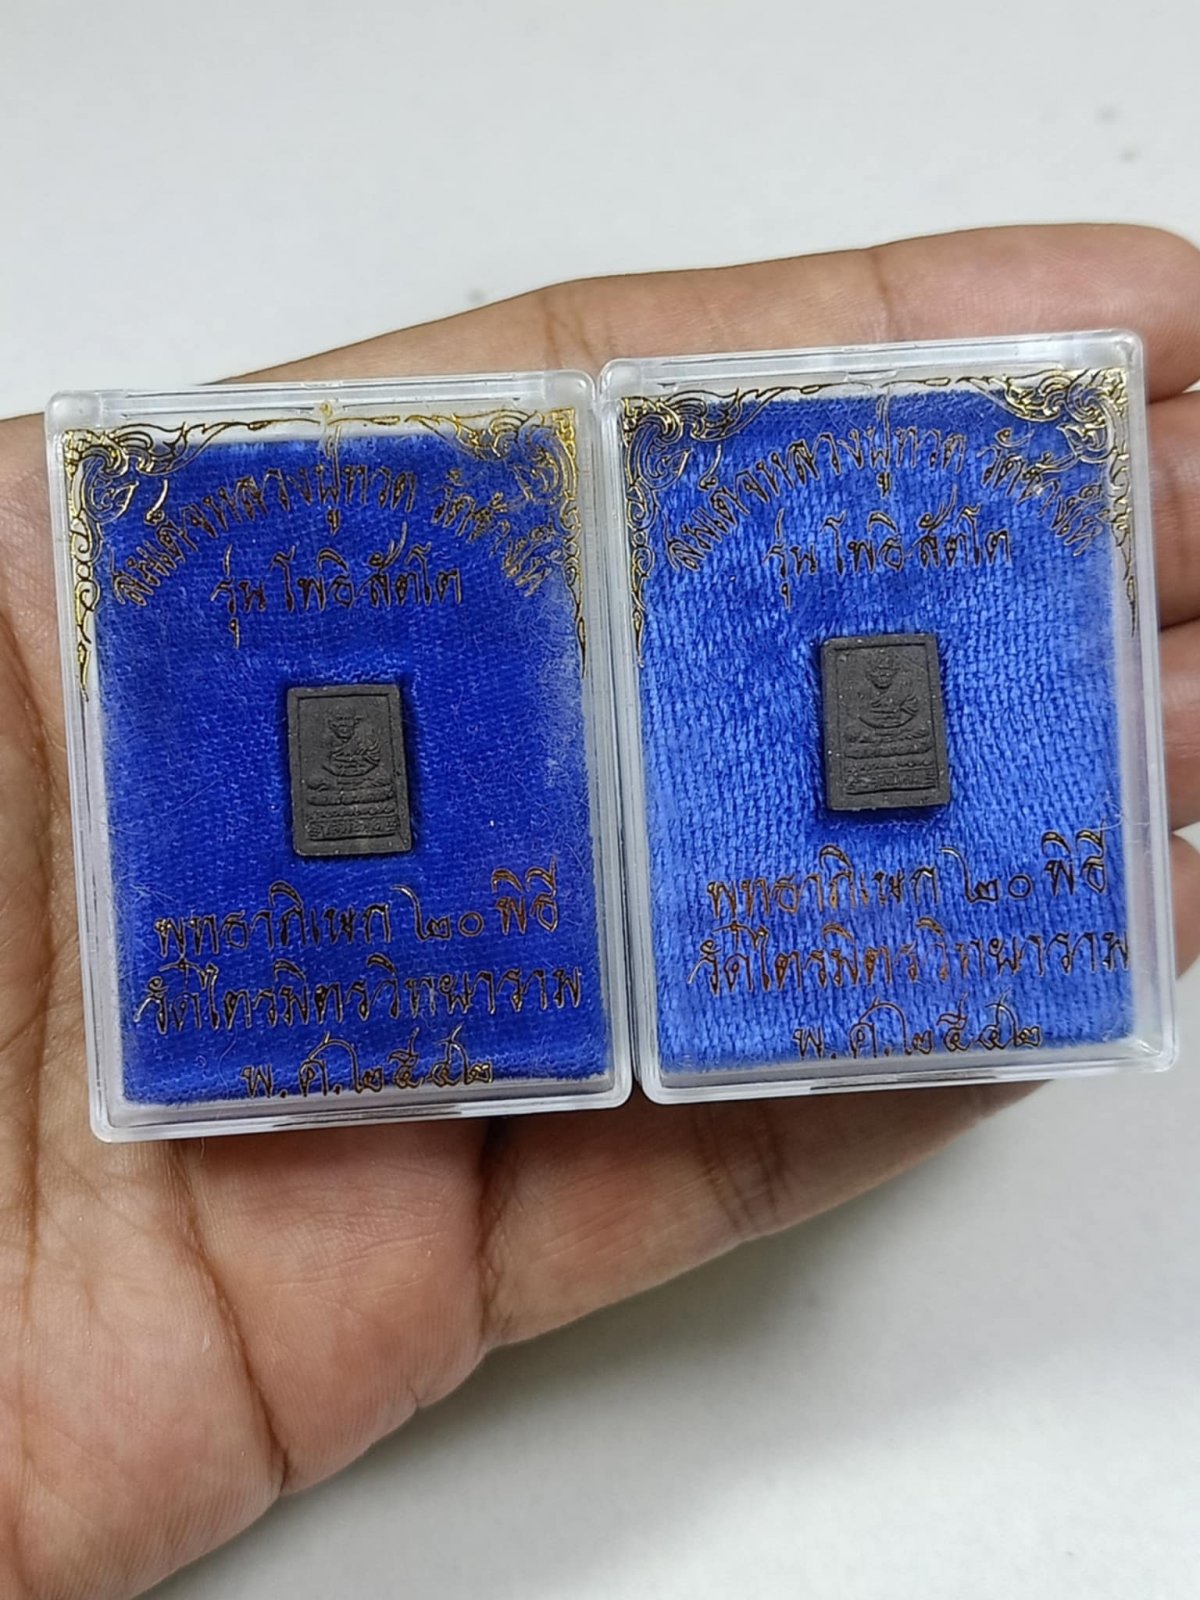 สมเด็จหลวงปู่ทวด วัดช้างให้
รุ่น โพธิสัตโต
พุทธาภิเษก ๒๐ พิธี
วัดไตรมิตรวิทยาราม
พ.ศ.๒๕๔๒
สมเด็จหลวงปู่ทวด วัดช้างให้
รุ่น โพธิสัตโต
พุทธาภิเษก ๒๐ พิธี
วัดไตรมิตรวิทยาราม
พ.ศ.๒๕๔๒